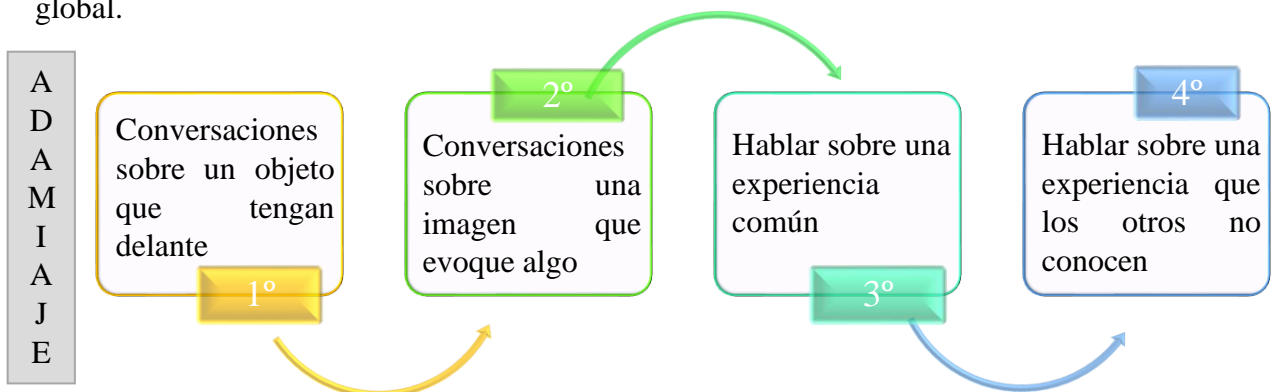 global.
A
D
A
M
I
A
J
E
Conversaciones
sobre un objeto
que tengan
delante
1º
2º
Conversaciones
sobre una
imagen que
evoque algo
Hablar sobre una
experiencia
común
3º
4º
Hablar sobre una
experiencia que
los otros no
conocen